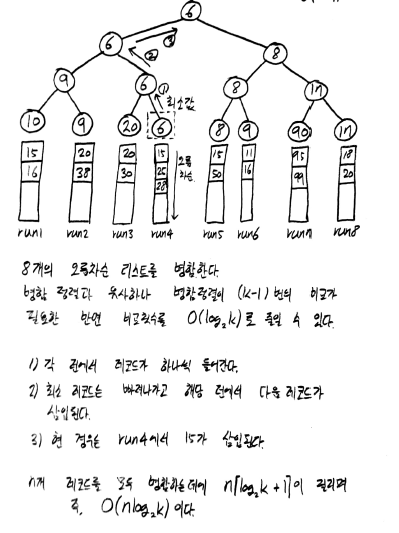 6
③
6
②
8
9
6
①
최소값
8
17
10
9
20
6
8
9
90
17
15
20
20
15
오름
차순
15
11
95
18
16
38
30
25
50
16
99
20
28
run1
run2
run3
run4
run5
run6
run7
run8
8개의 오름차순 리스트를 병합한다.
병합 정렬과 유사하나 병합정렬이 (k-1) 번의 비교가
필요한 반면 비교횟수를 O(log₂k)로 줄일 수 있다.
1) 각 런에서 레코드가 하나씩 들어간다.
2) 최소 레코드는 빠져나가고 해당 런에서 다음 레코드가
삽입된다.
3) 현 경우는 run4에서 15가 삽입된다.
n개 레코드를 모두 병합하는데에 n⌈log₂k+1⌉이 걸리며
즉, O(nlog₂k) 이다.